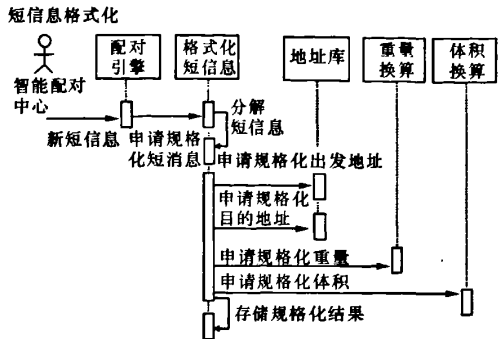 短信息格式化
配对
引擎
格式化
短信息
地址库
重量
换算
体积
换算
智能配对
中心
新短信息
申请规格
化短消息
分解
短信息
申请规格化出发地址
申请规格化
目的地址
申请规格化重量
申请规格化体积
存储规格化结果